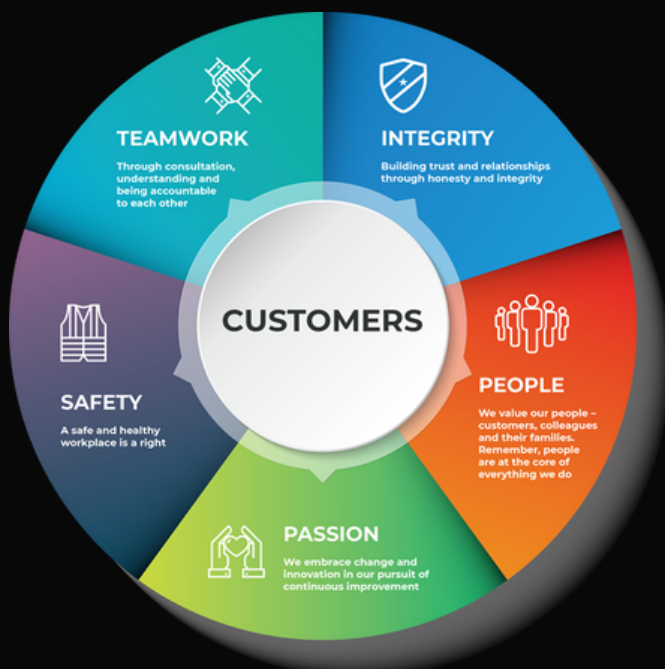 TEAMWORK
Through consultation,
understanding and
being accountable
to each other
INTEGRITY
Building trust and relationships
through honesty and integrity
CUSTOMERS
SAFETY
A safe and healthy
workplace is a right
PEOPLE
We value our people –
customers, colleagues
and their families.
Remember, people
are at the core of
everything we do
PASSION
We embrace change and
innovation in our pursuit of
continuous improvement